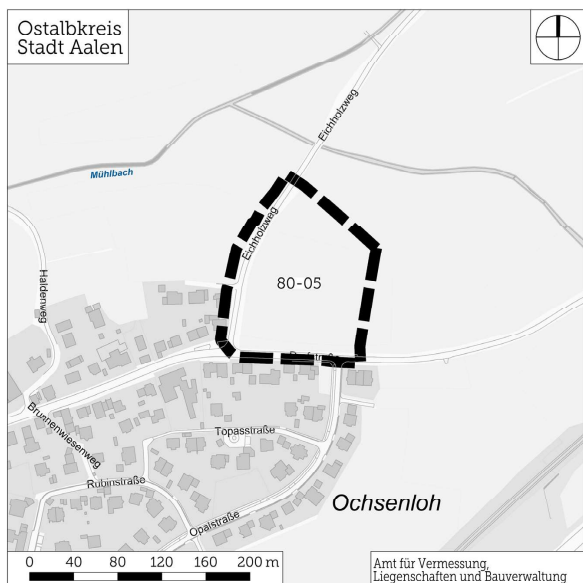 Ostalbkreis
Stadt Aalen
Eichholzweg
Mühlbach
Eichholzweg
80-05
Haldenweg
Brunnenwiesenweg
Topasstraße
Rubinstraße
Opalstraße
Ochsenloh
0 40 80 120 160 200 m
Amt für Vermessung,
Liegenschaften und Bauverwaltung